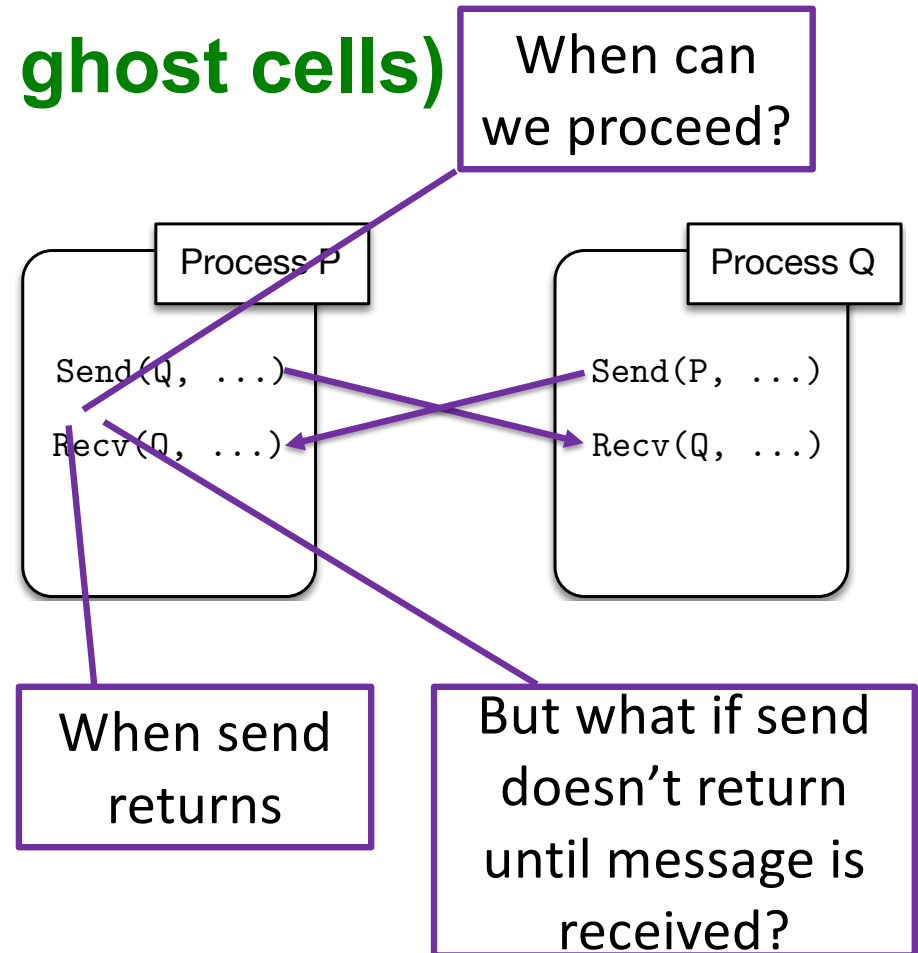 ghost cells)
When can
we proceed?
Process P
Send(Q, ...)
Recv(Q, ...)
Process Q
Send(P, ...)
Recv(Q, ...)
When send
returns
But what if send
doesn’t return
until message is
received?